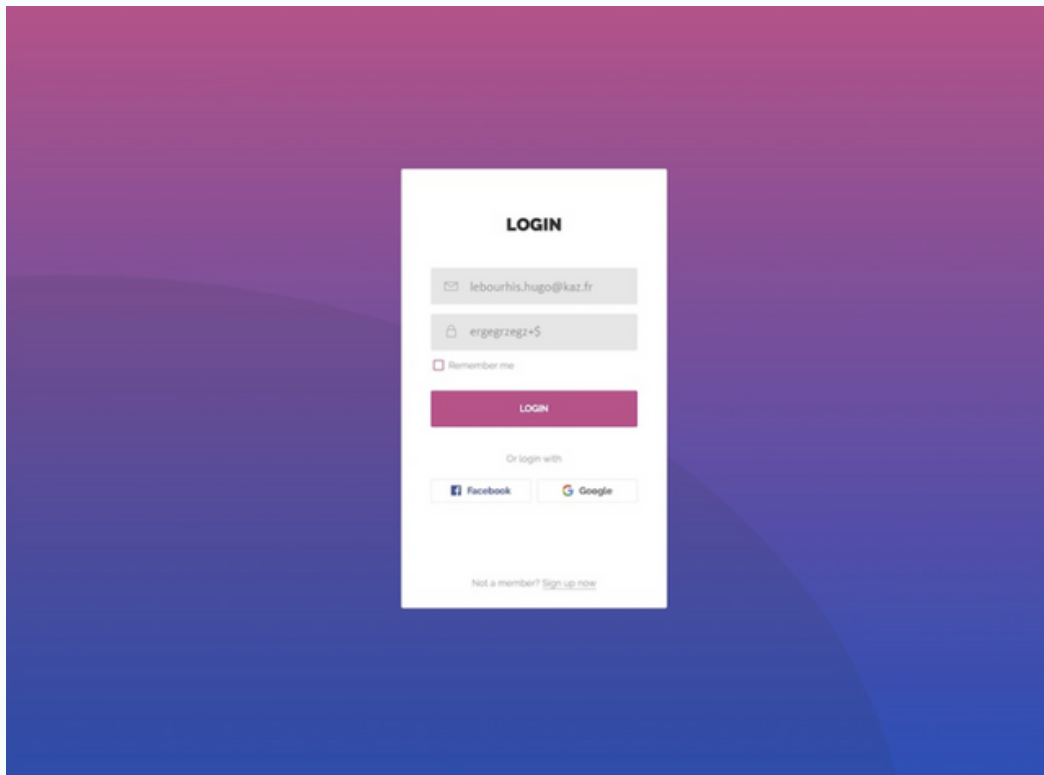 LOGIN
lebourhis.hugo@kaz.fr
ergegrzegz+$
Remember me
LOGIN
Or login with
Facebook Google
Not a member? Sign up now